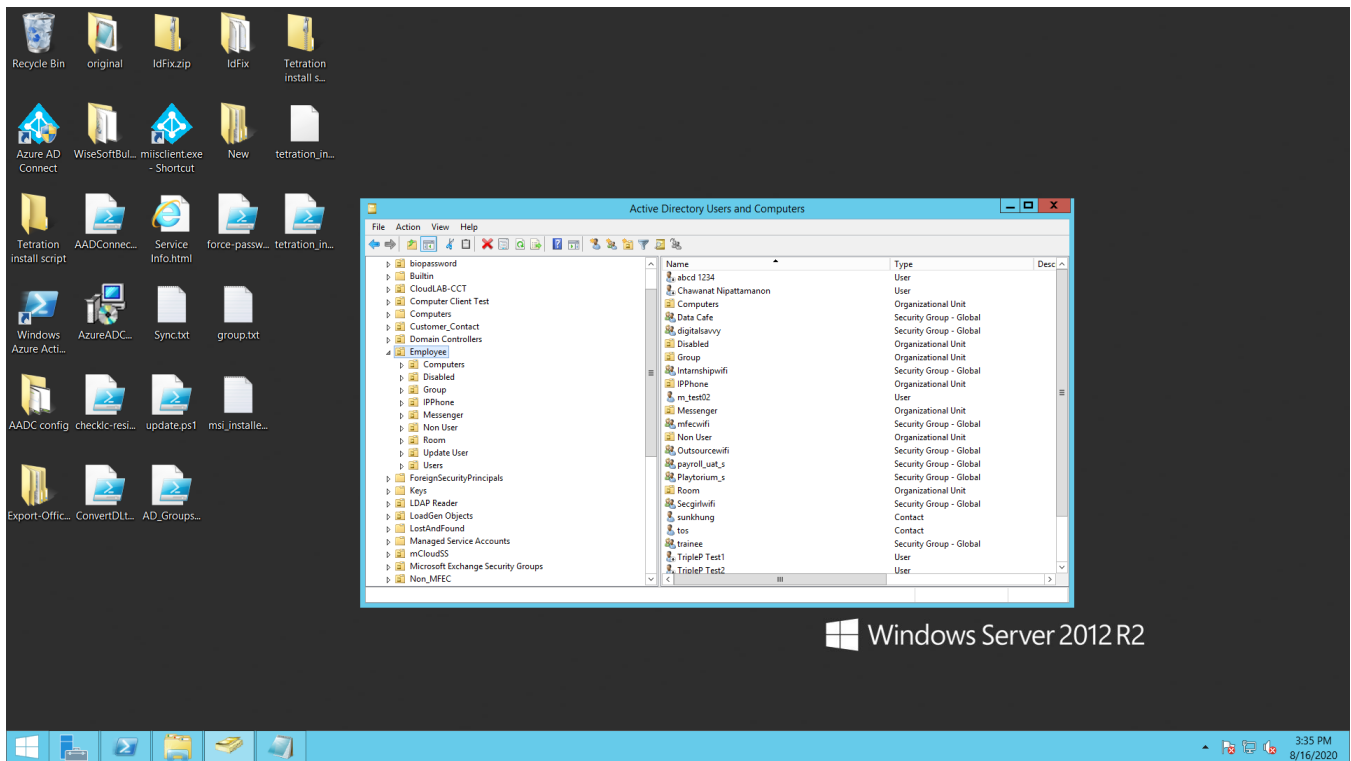 Recycle Bin
original
IdFix.zip
IdFix
Tetration
install s...
Azure AD
Connect
WiseSoftBul...
miisclient.exe
- Shortcut
New
tetration_in...
Tetration
install script
AADConnec...
Service
Info.html
force-passw...
tetration_in...
Windows
Azure Acti...
AzureADC...
Sync.txt
group.txt
AADC config
checklc-resi...
update.ps1
msi_installe...
Export-Offic...
ConvertDLt...
AD_Groups...
Active Directory Users and Computers
File Action View Help
biopassword
Builtin
CloudLAB-CCT
Computer Client Test
Computers
Customer_Contact
Domain Controllers
Employee
Computers
Disabled
Group
IPPhone
Messenger
Non User
Room
Update User
Users
ForeignSecurityPrincipals
Keys
LDAP Reader
LoadGen Objects
LostAndFound
Managed Service Accounts
mCloudSS
Microsoft Exchange Security Groups
Non_MFEC
Name Type Desc
abcd 1234 User
Chawanat Nipattamanon User
Computers Organizational Unit
Data Cafe Security Group - Global
digitalsavvy Security Group - Global
Disabled Organizational Unit
Group Organizational Unit
Intarnshipwifi Security Group - Global
IPPhone Organizational Unit
m_test02 User
Messenger Organizational Unit
mfecwifi Security Group - Global
Non User Organizational Unit
Outsourcewifi Security Group - Global
payroll_uat_s Security Group - Global
Playtorium_s Security Group - Global
Room Organizational Unit
Secgirlwifi Security Group - Global
sunkhung Contact
tos Contact
trainee Security Group - Global
TripleP Test1 User
TripleP Test2 User
Windows Server 2012 R2
3:35 PM
8/16/2020